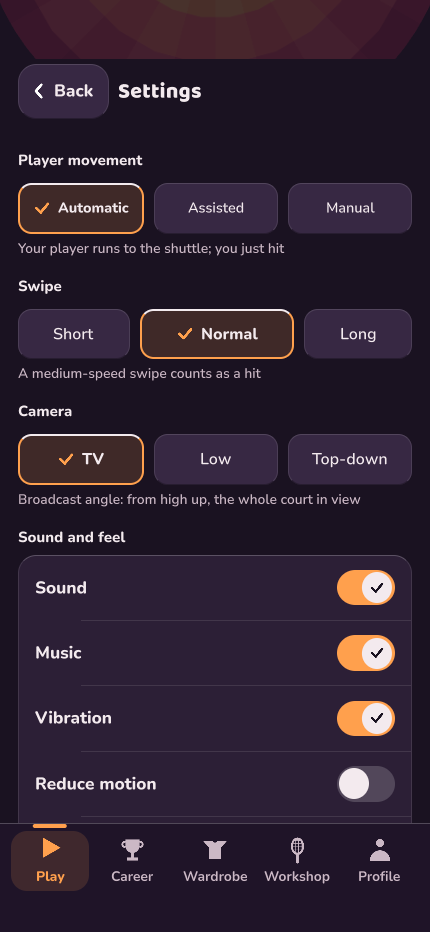 Back
Settings
Player movement
Automatic
Assisted
Manual
Your player runs to the shuttle; you just hit
Swipe
Short
Normal
Long
A medium-speed swipe counts as a hit
Camera
TV
Low
Top-down
Broadcast angle: from high up, the whole court in view
Sound and feel
Sound
Music
Vibration
Reduce motion
Play
Career
Wardrobe
Workshop
Profile